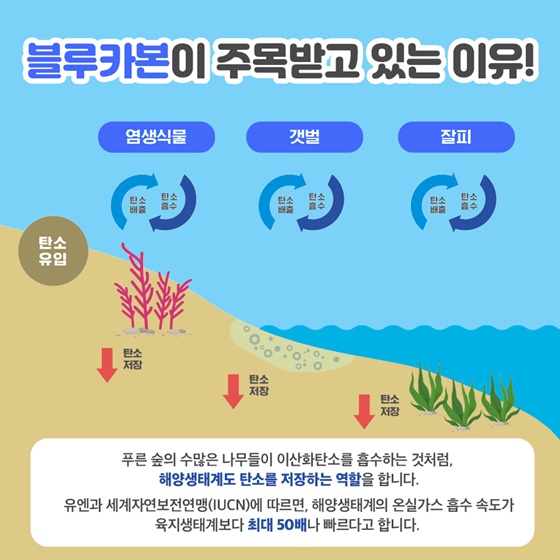 블루카본이 주목받고 있는 이유!
염생식물
갯벌
잘피
탄소
배출
탄소
흡수
탄소
배출
탄소
흡수
탄소
배출
탄소
흡수
탄소
유입
탄소
저장
탄소
저장
탄소
저장
푸른 숲의 수많은 나무들이 이산화탄소를 흡수하는 것처럼,
해양생태계도 탄소를 저장하는 역할을 합니다.
유엔과 세계자연보전연맹(IUCN)에 따르면, 해양생태계의 온실가스 흡수 속도가
육지생태계보다 최대 50배나 빠르다고 합니다.